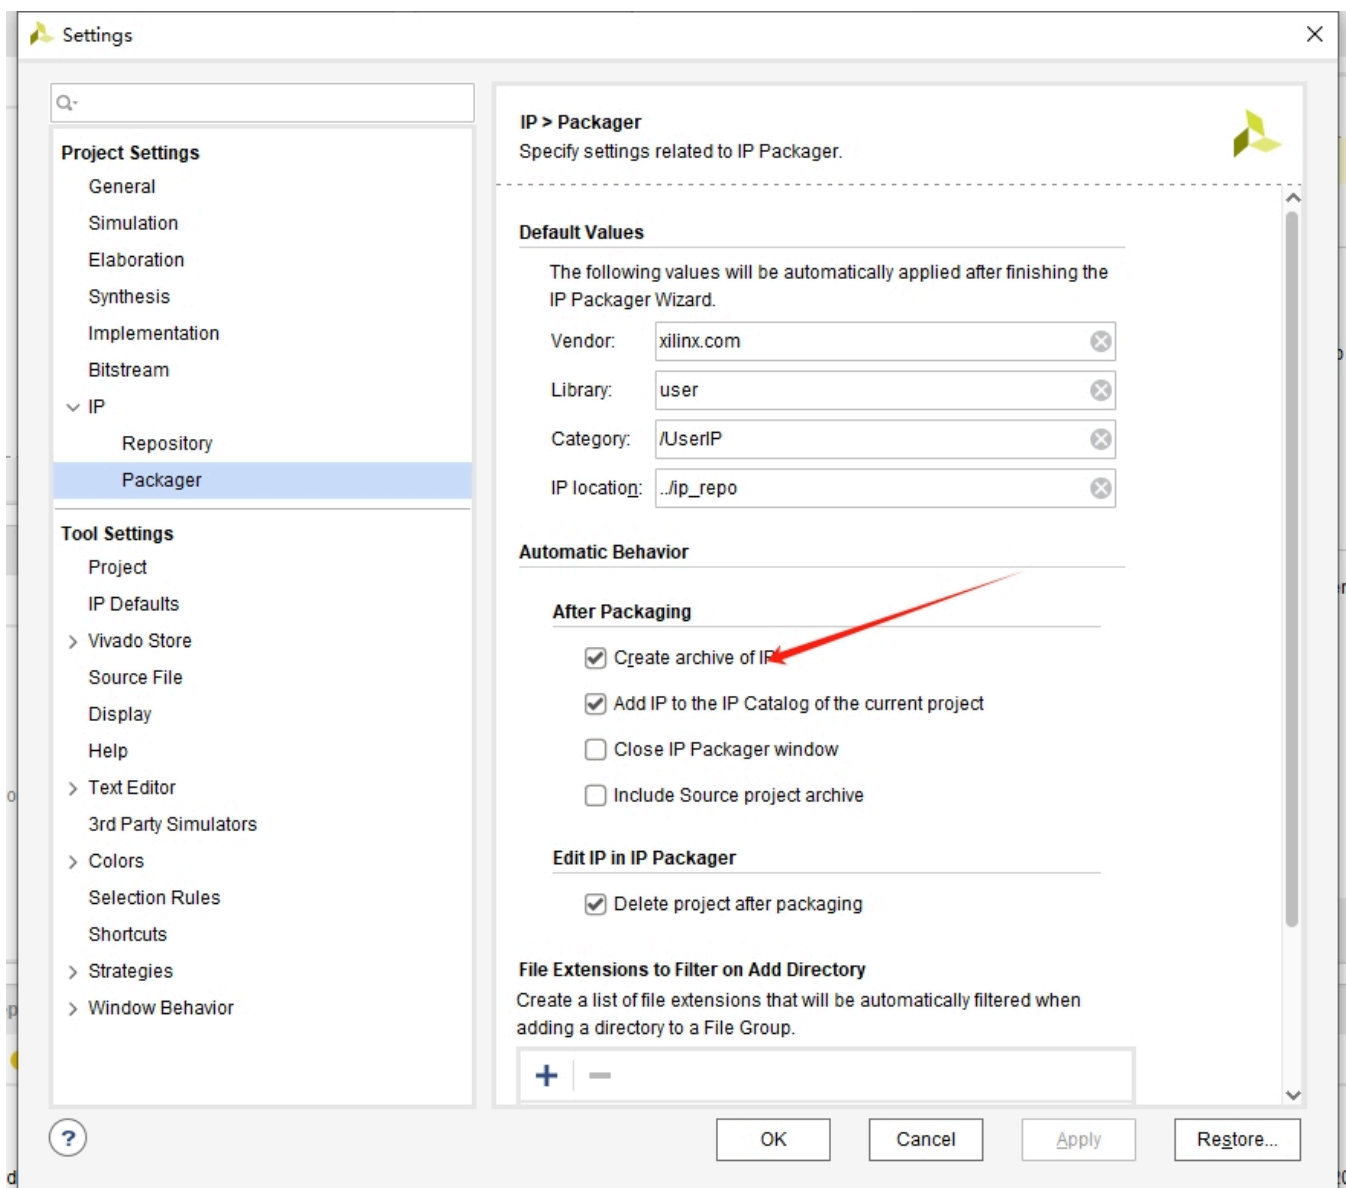 Settings
Project Settings
General
Simulation
Elaboration
Synthesis
Implementation
Bitstream
IP
Repository
Packager
Tool Settings
Project
IP Defaults
Vivado Store
Source File
Display
Help
Text Editor
3rd Party Simulators
Colors
Selection Rules
Shortcuts
Strategies
Window Behavior
IP > Packager
Specify settings related to IP Packager.
Default Values
The following values will be automatically applied after finishing the
IP Packager Wizard.
Vendor: xilinx.com
Library: user
Category: /UserIP
IP location: ../ip_repo
Automatic Behavior
After Packaging
Create archive of IP
Add IP to the IP Catalog of the current project
Close IP Packager window
Include Source project archive
Edit IP in IP Packager
Delete project after packaging
File Extensions to Filter on Add Directory
Create a list of file extensions that will be automatically filtered when
adding a directory to a File Group.
?
OK Cancel Apply Restore...